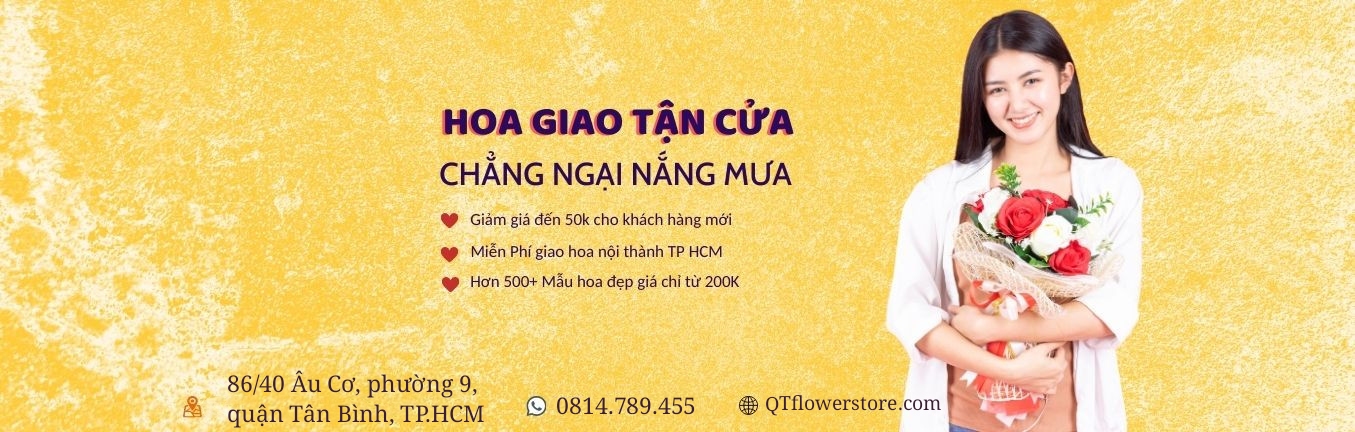 HOA GIAO TẬN CỬA
CHẲNG NGẠI NẮNG MƯA
Giảm giá đến 50k cho khách hàng mới
Miễn Phí giao hoa nội thành TP HCM
Hơn 500+ Mẫu hoa đẹp giá chỉ từ 200K
86/40 Âu Cơ, phường 9,
quận Tân Bình, TP.HCM
0814.789.455
QTflowerstore.com